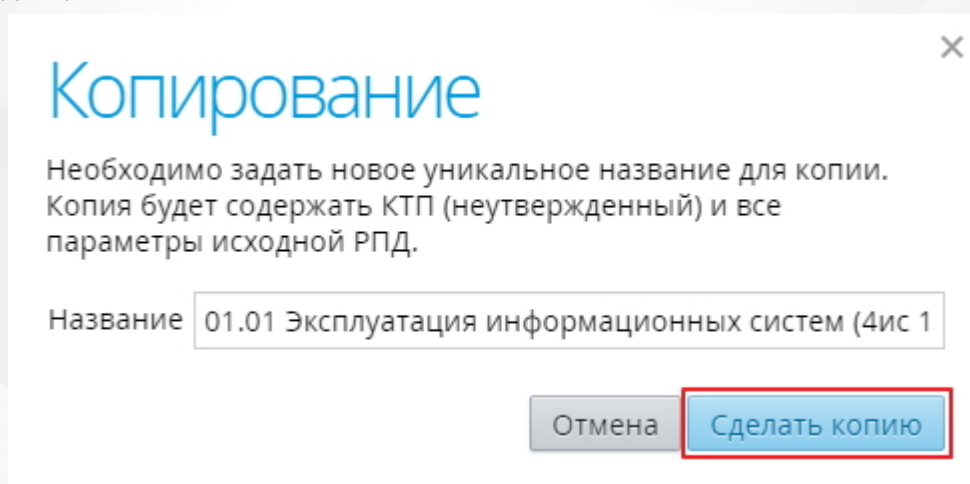 Копирование
Необходимо задать новое уникальное название для копии.
Копия будет содержать КТП (неутвержденный) и все
параметры исходной РПД.
Название 01.01 Эксплуатация информационных систем (4ис 1
Отмена Сделать копию